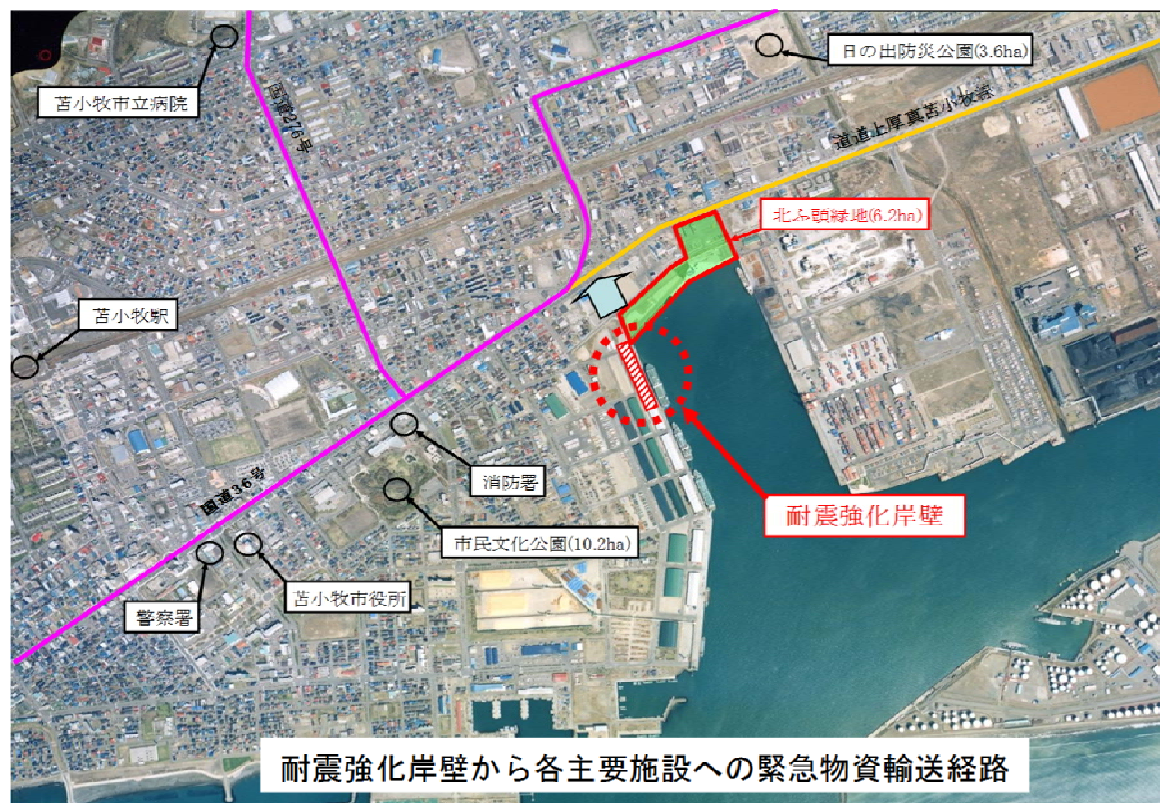 日の出防災公園(3.6ha)
苫小牧市立病院
国道276号
道道上厚真苫小牧線
北ふ頭緑地(6.2ha)
苫小牧駅
消防署
国道36号
耐震強化岸壁
市民文化公園(10.2ha)
苫小牧市役所
警察署
耐震強化岸壁から各主要施設への緊急物資輸送経路